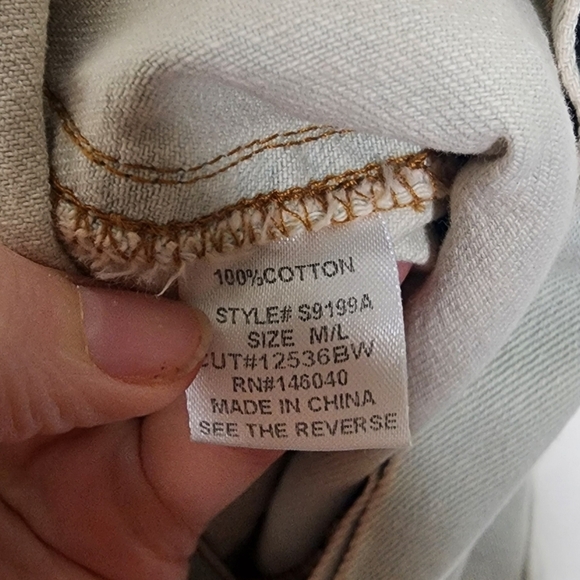 100%COTTON
STYLE# S9199A
SIZE M/L
CUT#12536BW
RN#146040
MADE IN CHINA
SEE THE REVERSE